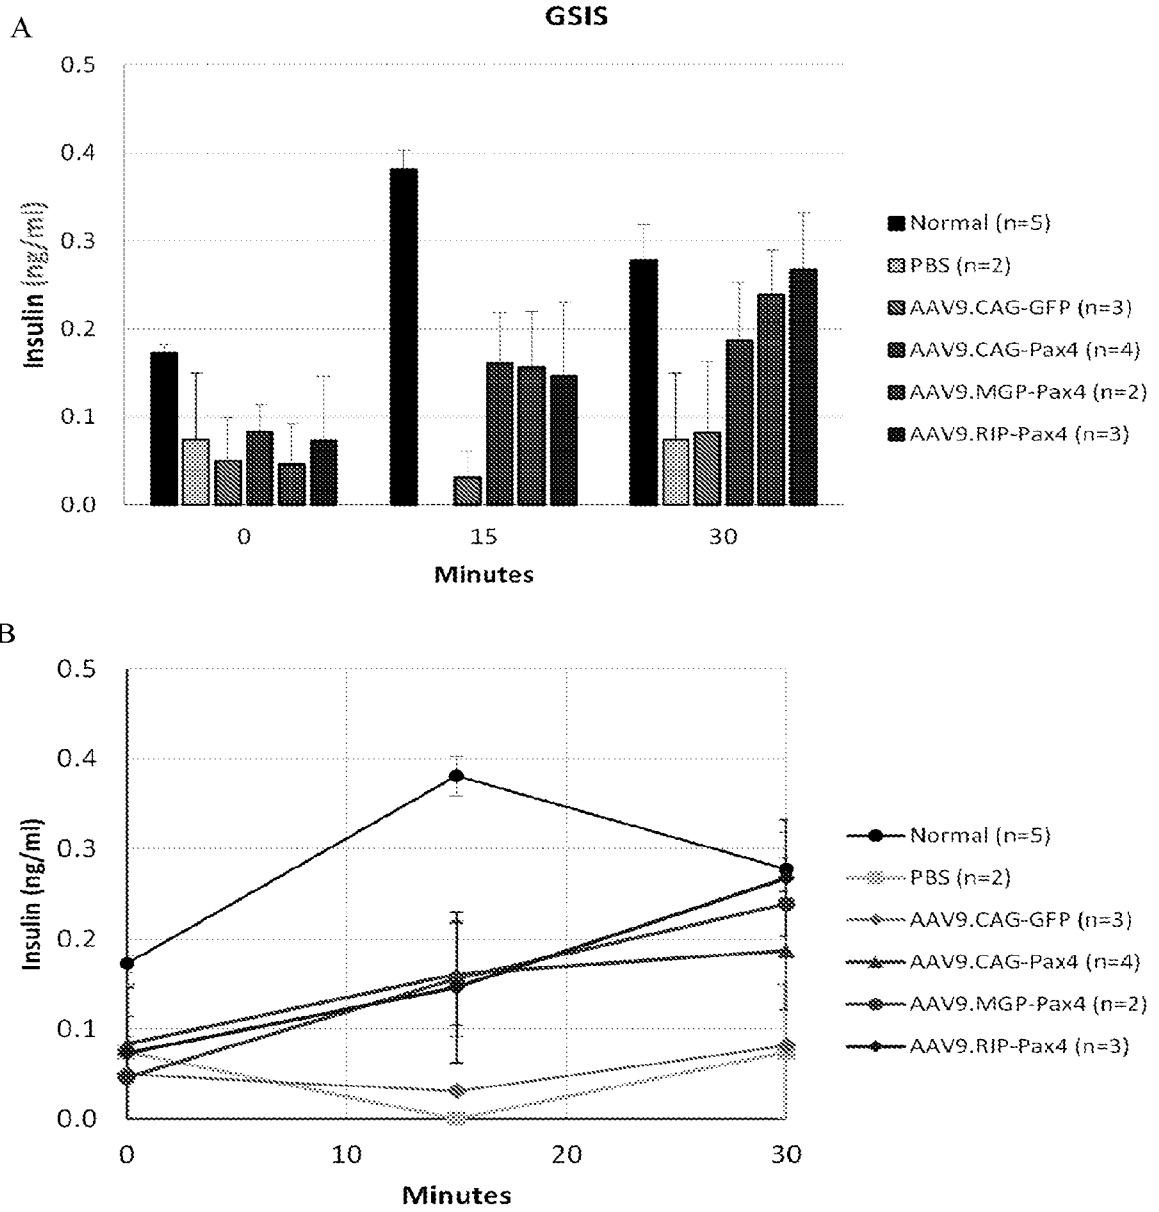 GSIS
A
0.5
0.4
0.3
0.2
0.1
0.0
Insulin (ng/ml)
0
15
30
Minutes
Normal (n=5)
PBS (n=2)
AAV9.CAG-GFP (n=3)
AAV9.CAG-Pax4 (n=4)
AAV9.MGP-Pax4 (n=2)
AAV9.RIP-Pax4 (n=3)
B
0.5
0.4
0.3
0.2
0.1
0.0
Insulin (ng/ml)
0
10
20
30
Minutes
Normal (n=5)
PBS (n=2)
AAV9.CAG-GFP (n=3)
AAV9.CAG-Pax4 (n=4)
AAV9.MGP-Pax4 (n=2)
AAV9.RIP-Pax4 (n=3)